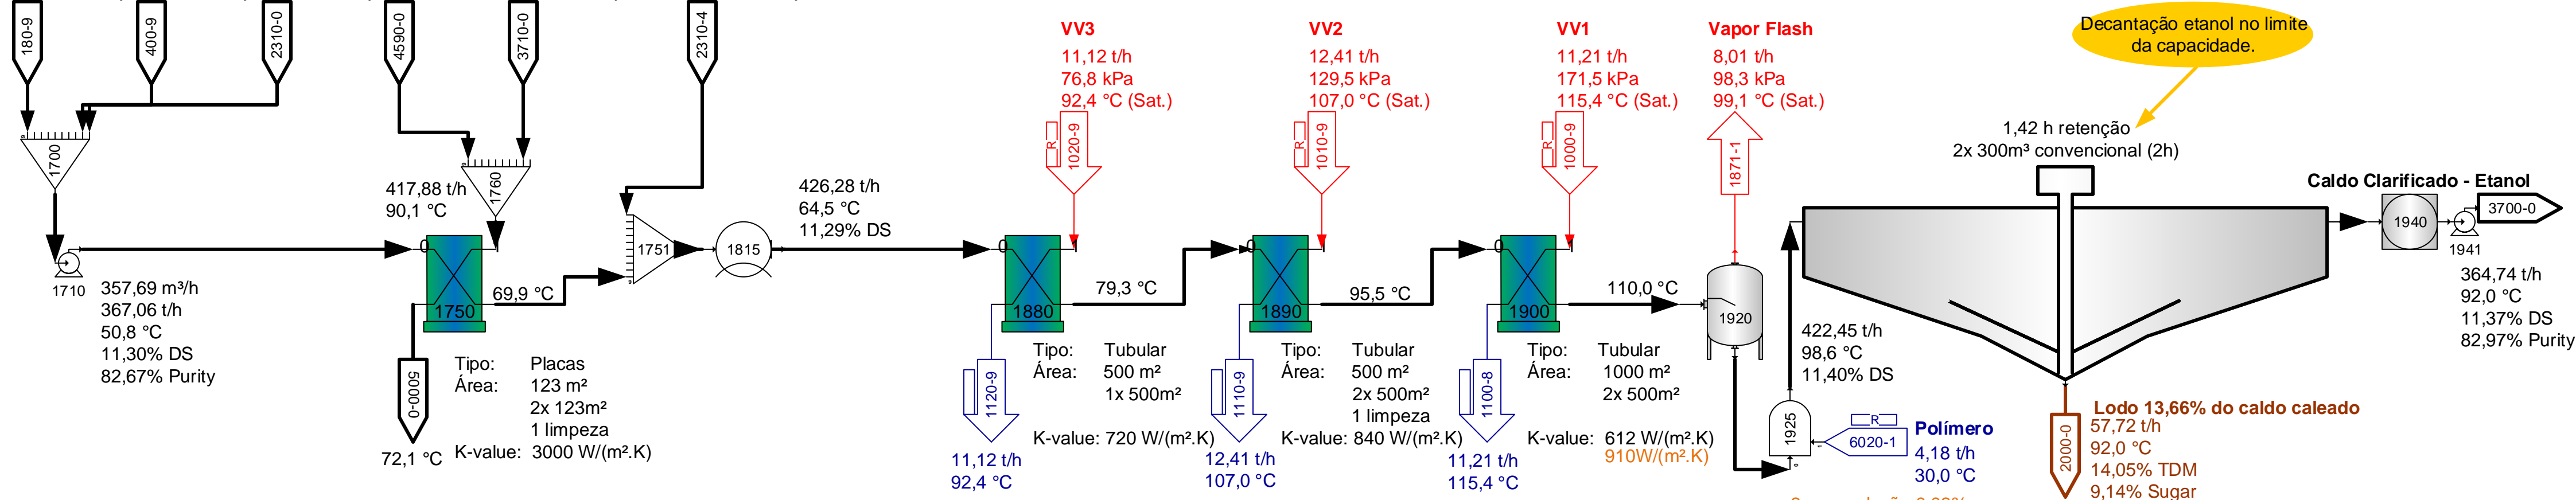 180-9
400-9
2310-0
4590-0
3710-0
2310-4
1700
1760
1710
357,69 m³/h
367,06 t/h
50,8 °C
11,30% DS
82,67% Purity
417,88 t/h
90,1 °C
0
1750
69,9 °C
5000-0
72,1 °C
Tipo: Placas
Área: 123 m²
2x 123m²
1 limpeza
K-value: 3000 W/(m².K)
1751
1815
426,28 t/h
64,5 °C
11,29% DS
VV3
11,12 t/h
76,8 kPa
92,4 °C (Sat.)
R
1020-9
0
1880
79,3 °C
Tipo: Tubular
Área: 500 m²
1x 500m²
K-value: 720 W/(m².K)
1120-9
11,12 t/h
92,4 °C
VV2
12,41 t/h
129,5 kPa
107,0 °C (Sat.)
R
1010-9
0
1890
95,5 °C
Tipo: Tubular
Área: 500 m²
2x 500m²
1 limpeza
K-value: 840 W/(m².K)
1110-9
12,41 t/h
107,0 °C
VV1
11,21 t/h
171,5 kPa
115,4 °C (Sat.)
R
1000-9
0
1900
110,0 °C
Tipo: Tubular
Área: 1000 m²
2x 500m²
K-value: 612 W/(m².K)
910W/(m².K)
1100-8
11,21 t/h
115,4 °C
Vapor Flash
8,01 t/h
98,3 kPa
99,1 °C (Sat.)
1871-1
1920
422,45 t/h
98,6 °C
11,40% DS
1925
R
6020-1
Polímero
4,18 t/h
30,0 °C
Decantação etanol no limite
da capacidade.
1,42 h retenção
2x 300m³ convencional (2h)
Caldo Clarificado - Etanol
1940
1941
3700-0
364,74 t/h
92,0 °C
11,37% DS
82,97% Purity
2000-0
Lodo 13,66% do caldo caleado
57,72 t/h
92,0 °C
14,05% TDM
9,14% Sugar